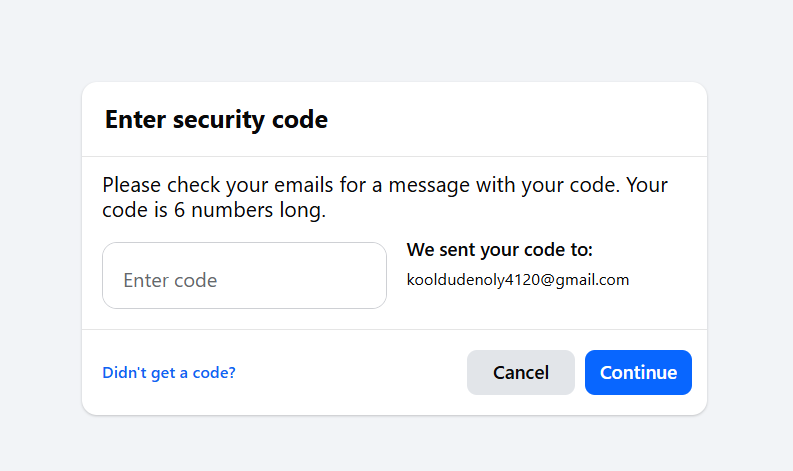 Enter security code
Please check your emails for a message with your code. Your
code is 6 numbers long.
Enter code
We sent your code to:
kooldudenoly4120@gmail.com
Didn't get a code?
Cancel
Continue